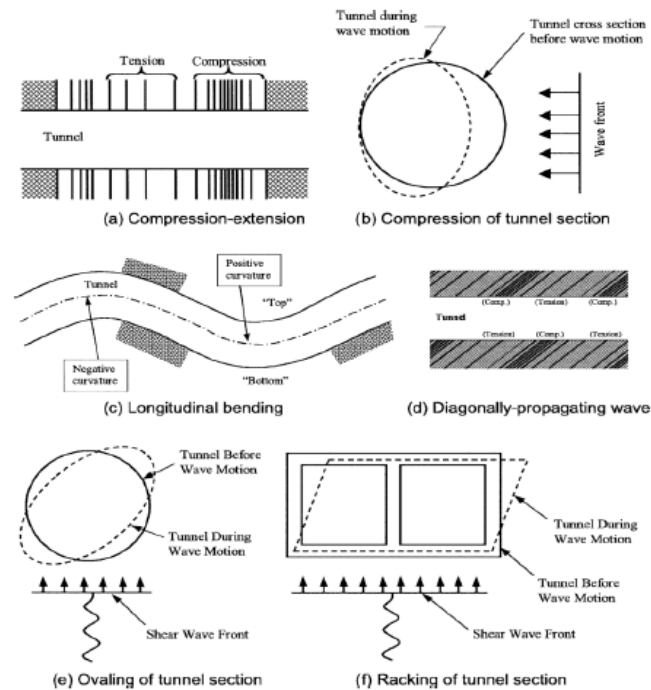 Tension
Compression
Tunnel
(a) Compression-extension
Tunnel during
wave motion
Tunnel cross section
before wave motion
Wave front
(b) Compression of tunnel section
Positive
curvature
Tunnel
"Top"
Negative
curvature
"Bottom"
(c) Longitudinal bending
(Comp.)
(Tension)
(Comp.)
Tunnel
(Tension)
(Comp.)
(Tension)
(d) Diagonally-propagating wave
Tunnel Before
Wave Motion
Tunnel During
Wave Motion
Shear Wave Front
(e) Ovaling of tunnel section
Tunnel During
Wave Motion
Tunnel Before
Wave Motion
Shear Wave Front
(f) Racking of tunnel section